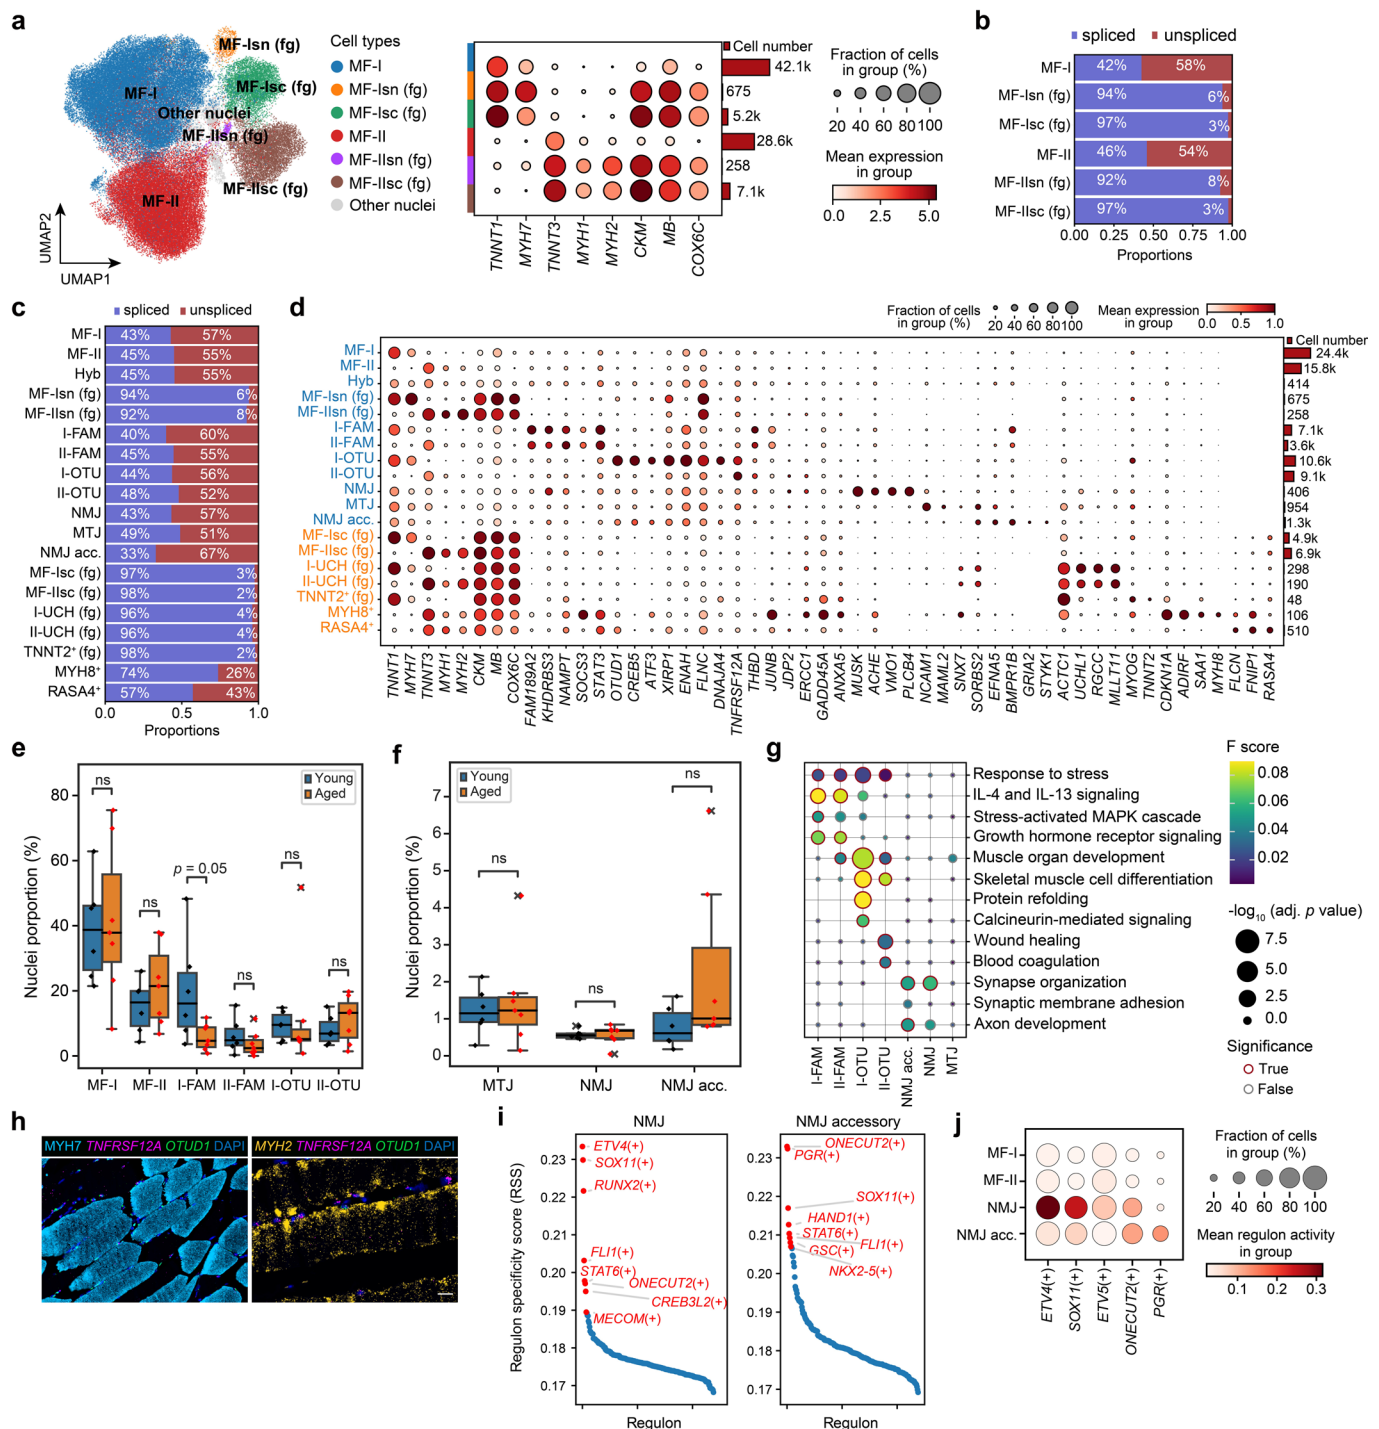 a
MF-Isn (fg)
MF-I
MF-Isc (fg)
Other nuclei
MF-IIsn (fg)
MF-IIsc (fg)
MF-II
UMAP2
UMAP1
Cell types
MF-I
MF-Isn (fg)
MF-Isc (fg)
MF-II
MF-IIsn (fg)
MF-IIsc (fg)
Other nuclei
Cell number
42.1k
675
5.2k
28.6k
258
7.1k
TNNT1 MYH7 TNNT3 MYH1 MYH2 CKM MB COX6C
Fraction of cells
in group (%)
20 40 60 80 100
Mean expression
in group
0.0 2.5 5.0
b
spliced unspliced
MF-I 42% 58%
MF-Isn (fg) 94% 6%
MF-Isc (fg) 97% 3%
MF-II 46% 54%
MF-IIsn (fg) 92% 8%
MF-IIsc (fg) 97% 3%
0.00 0.25 0.50 0.75 1.00
Proportions
c
spliced unspliced
MF-I 43% 57%
MF-II 45% 55%
Hyb 45% 55%
MF-Isn (fg) 94% 6%
MF-IIsn (fg) 92% 8%
I-FAM 40% 60%
II-FAM 45% 55%
I-OTU 44% 56%
II-OTU 48% 52%
NMJ 43% 57%
MTJ 49% 51%
NMJ acc. 33% 67%
MF-Isc (fg) 97% 3%
MF-IIsc (fg) 98% 2%
I-UCH (fg) 96% 4%
II-UCH (fg) 96% 4%
TNNT2⁺ (fg) 98% 2%
MYH8⁺ 74% 26%
RASA4⁺ 57% 43%
0.0 0.5 1.0
Proportions
d
Fraction of cells
in group (%)
20 40 60 80 100
Mean expression
in group
0.0 0.5 1.0
Cell number
MF-I 24.4k
MF-II 15.8k
Hyb 414
MF-Isn (fg) 675
MF-IIsn (fg) 258
I-FAM 7.1k
II-FAM 3.6k
I-OTU 10.6k
II-OTU 9.1k
NMJ 406
MTJ 954
NMJ acc. 1.3k
MF-Isc (fg) 4.9k
MF-IIsc (fg) 6.9k
I-UCH (fg) 298
II-UCH (fg) 190
TNNT2⁺ (fg) 48
MYH8⁺ 106
RASA4⁺ 510
TNNT1 MYH7 TNNT3 MYH1 MYH2 CKM MB COX6C FAM189A2 KHDRBS3 NAMPT SOCS3 STAT3 OTUD1 CREB5 ATF3 XIRP1 ENAH FLNC DNAJA4 TNFRSF12A THBD JUNB JDP2 ERCC1 GADD45A ANXA5 MUSK ACHE VMO1 PLCB4 NCAM1 MAML2 SNX7 SORBS2 EFNA5 BMPR1B GRIA2 STYK1 ACTC1 UCHL1 RGCC MLLT11 MYOG TNNT2 CDKN1A ADIRF SAA1 MYH8 FLCN FNIP1 RASA4
e
Nuclei porportion (%)
80
60
40
20
0
Young
Aged
ns
ns
p = 0.05
ns
ns
ns
MF-I MF-II I-FAM II-FAM I-OTU II-OTU
f
Nuclei porportion (%)
7
6
5
4
3
2
1
0
Young
Aged
ns
ns
ns
MTJ NMJ NMJ acc.
g
Response to stress
IL-4 and IL-13 signaling
Stress-activated MAPK cascade
Growth hormone receptor signaling
Muscle organ development
Skeletal muscle cell differentiation
Protein refolding
Calcineurin-mediated signaling
Wound healing
Blood coagulation
Synapse organization
Synaptic membrane adhesion
Axon development
I-FAM II-FAM I-OTU II-OTU NMJ acc. NMJ MTJ
F score
0.08
0.06
0.04
0.02
-log₁₀ (adj. p value)
7.5
5.0
2.5
0.0
Significance
True
False
h
MYH7 TNFRSF12A OTUD1 DAPI
MYH2 TNFRSF12A OTUD1 DAPI
i
NMJ
Regulon specificity score (RSS)
0.23
0.22
0.21
0.20
0.19
0.18
0.17
ETV4(+)
SOX11(+)
RUNX2(+)
FLI1(+)
STAT6(+)
ONECUT2(+)
CREB3L2(+)
MECOM(+)
Regulon
NMJ accessory
0.23
0.22
0.21
0.20
0.19
0.18
0.17
ONECUT2(+)
PGR(+)
SOX11(+)
HAND1(+)
STAT6(+)
FLI1(+)
GSC(+)
NKX2-5(+)
Regulon
j
MF-I
MF-II
NMJ
NMJ acc.
ETV4(+) SOX11(+) ETV5(+) ONECUT2(+) PGR(+)
Fraction of cells
in group (%)
20 40 60 80 100
Mean regulon activity
in group
0.1 0.2 0.3